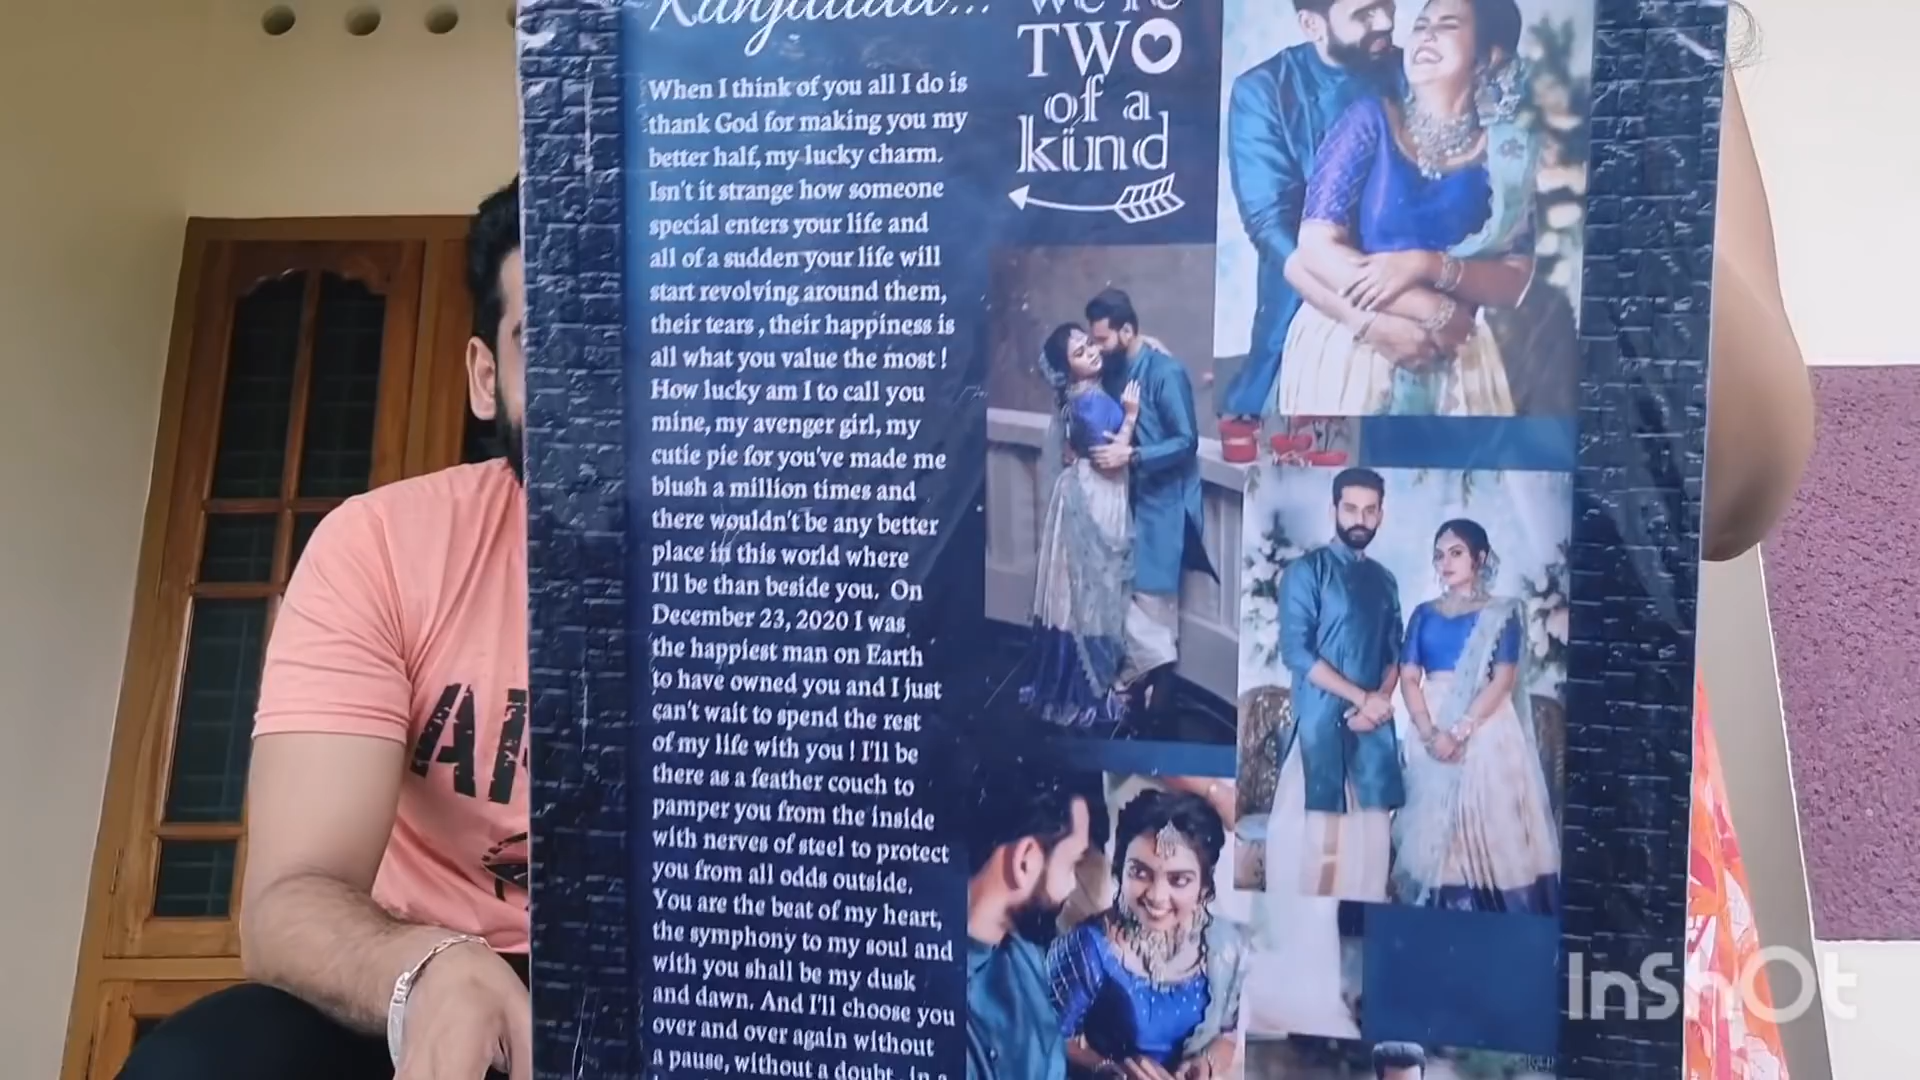 When I think of you all I do is
thank God for making you my
better half, my lucky charm.
Isn't it strange how someone
special enters your life and
all of a sudden your life will
start revolving around them,
their tears , their happiness is
all what you value the most !
How lucky am I to call you
mine, my avenger girl, my
cutie pie for you've made me
blush a million times and
there wouldn't be any better
place in this world where
I'll be than beside you. On
December 23, 2020 I was
the happiest man on Earth
to have owned you and I just
can't wait to spend the rest
of my life with you ! I'll be
there as a feather couch to
pamper you from the inside
with nerves of steel to protect
you from all odds outside.
You are the beat of my heart,
the symphony to my soul and
with you shall be my dusk
and dawn. And I'll choose you
over and over again without
a pause, without a doubt, in a
We're
TWO
of a
kind
InShOt